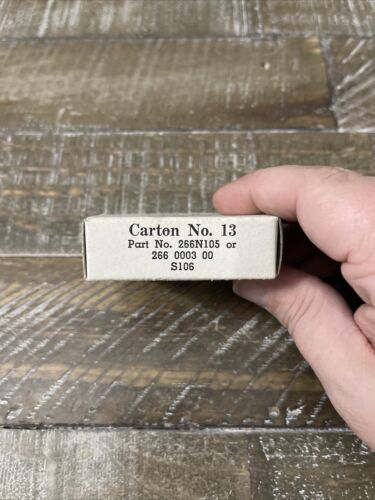 Carton No. 13
Part No. 266N105 or
266 0003 00
S106